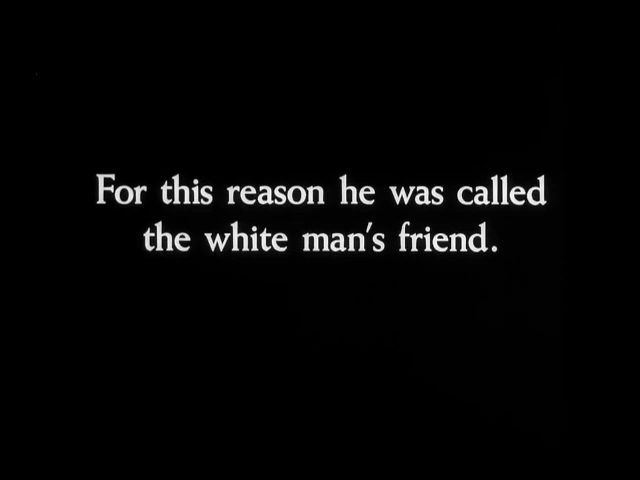 For this reason he was called
the white man's friend.